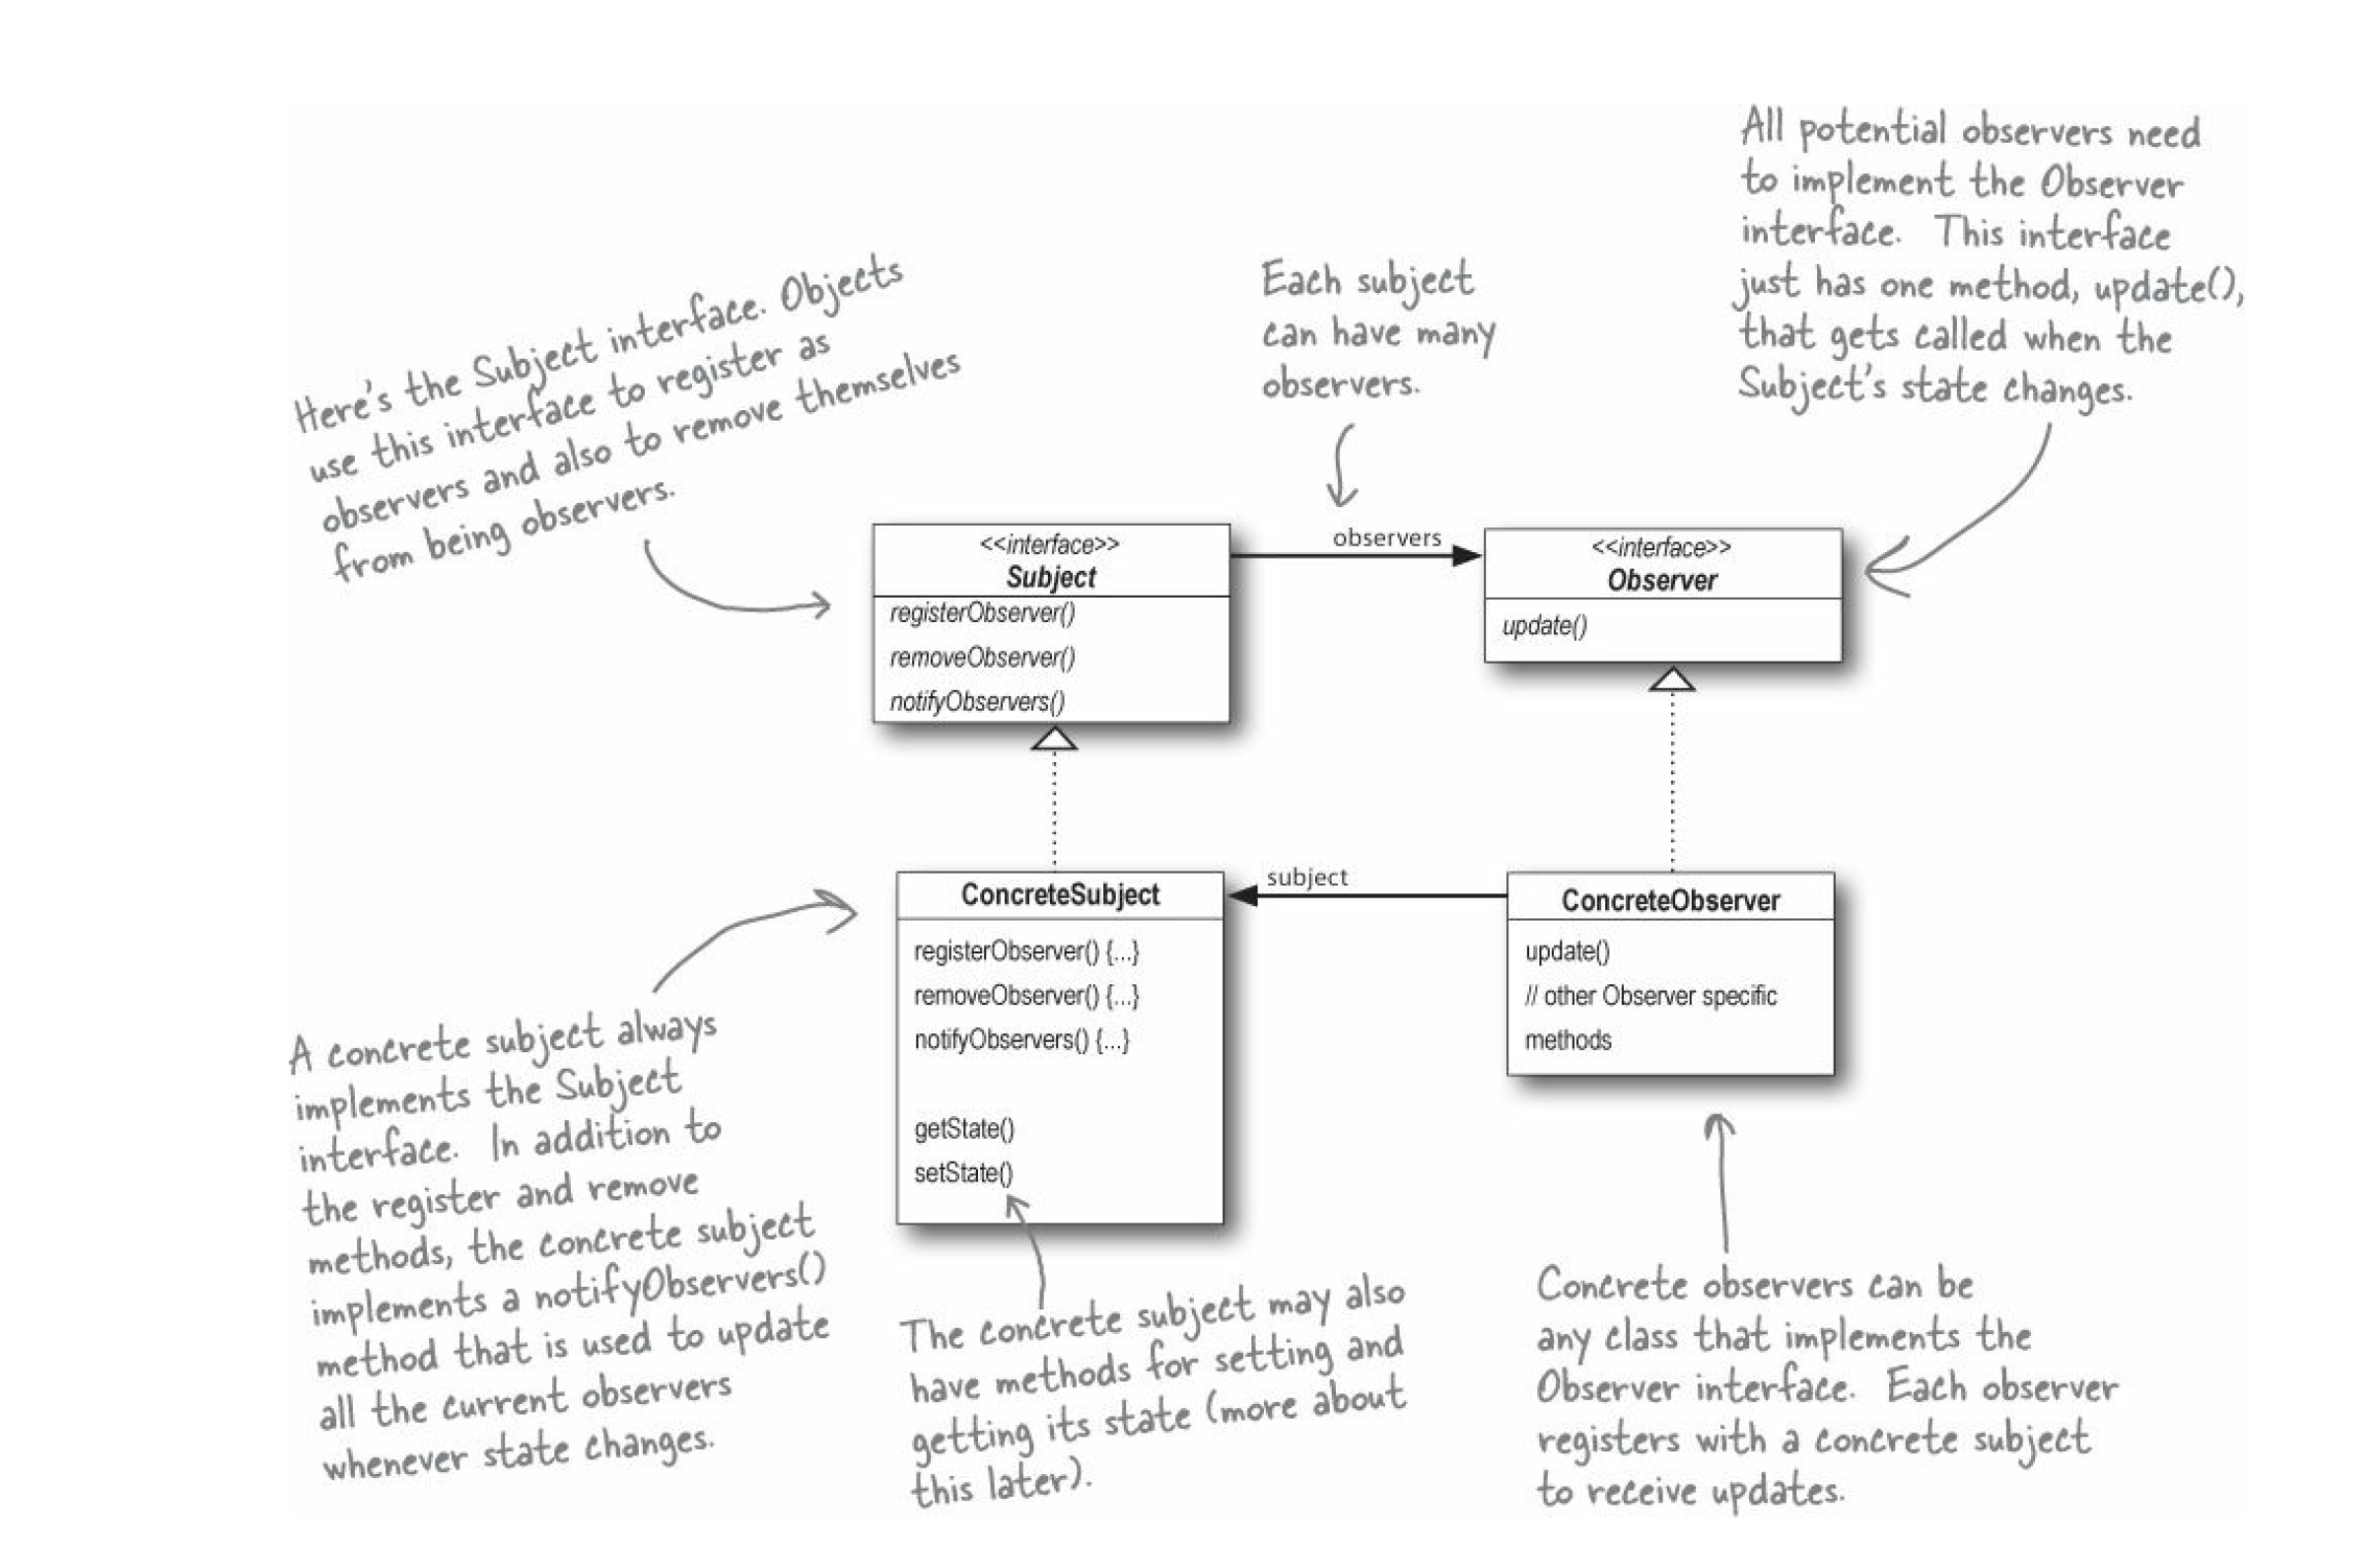 All potential observers need
to implement the Observer
interface. This interface
just has one method, update(),
that gets called when the
Subject's state changes.
Each subject
can have many
observers.
Here's the Subject interface. Objects
use this interface to register as
observers and also to remove themselves
from being observers.
<<interface>>
Subject
registerObserver()
removeObserver()
notifyObservers()
observers
<<interface>>
Observer
update()
ConcreteSubject
registerObserver() {...}
removeObserver() {...}
notifyObservers() {...}
getState()
setState()
subject
ConcreteObserver
update()
// other Observer specific
methods
A concrete subject always
implements the Subject
interface. In addition to
the register and remove
methods, the concrete subject
implements a notifyObservers()
method that is used to update
all the current observers
whenever state changes.
The concrete subject may also
have methods for setting and
getting its state (more about
this later).
Concrete observers can be
any class that implements the
Observer interface. Each observer
registers with a concrete subject
to receive updates.